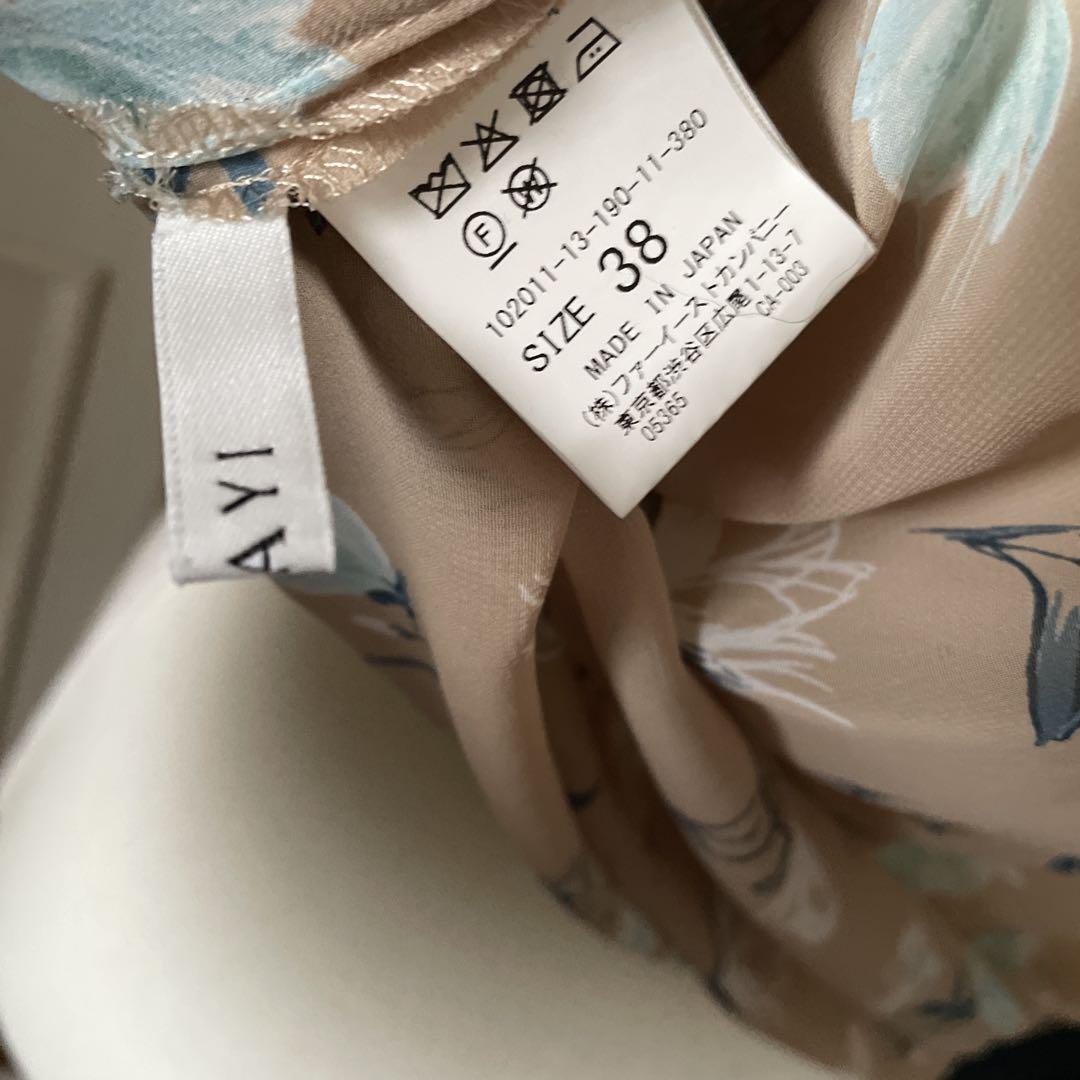 102011-13-190-11-380
SIZE 38
MADE IN JAPAN
(株)ファーイーストカンパニー
東京都渋谷区広尾1-13-7
CA-003
05365
AYI